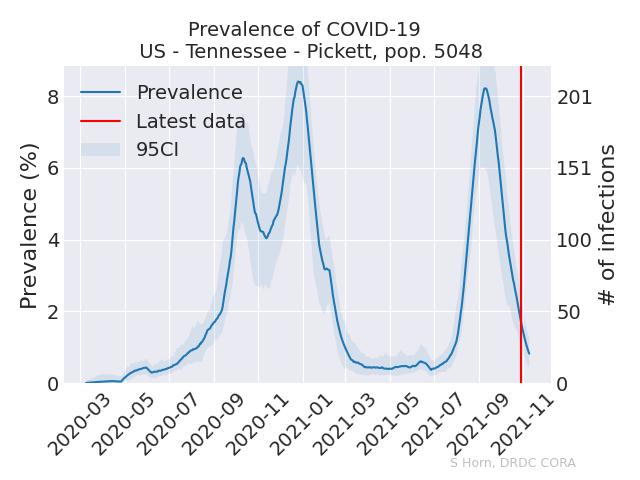 Prevalence of COVID-19
US - Tennessee - Pickett, pop. 5048
Prevalence
Latest data
95CI
Prevalence (%)
8
6
4
2
0
# of infections
201
151
100
50
0
2020-03
2020-05
2020-07
2020-09
2020-11
2021-01
2021-03
2021-05
2021-07
2021-09
2021-11
S Horn, DRDC CORA